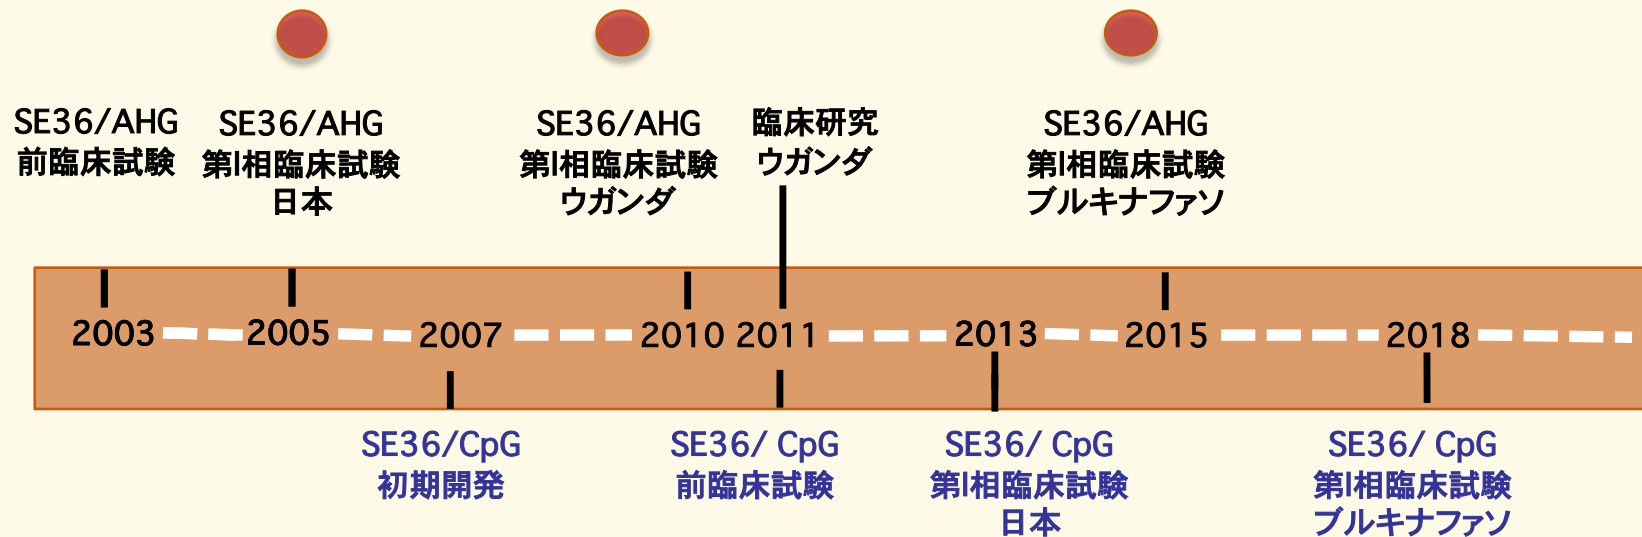 SE36/AHG
前臨床試験
SE36/AHG
第I相臨床試験
日本
SE36/AHG
第I相臨床試験
ウガンダ
臨床研究
ウガンダ
SE36/AHG
第I相臨床試験
ブルキナファソ
2003 2005 2007 2010 2011 2013 2015 2018
SE36/CpG
初期開発
SE36/ CpG
前臨床試験
SE36/ CpG
第I相臨床試験
日本
SE36/ CpG
第I相臨床試験
ブルキナファソ